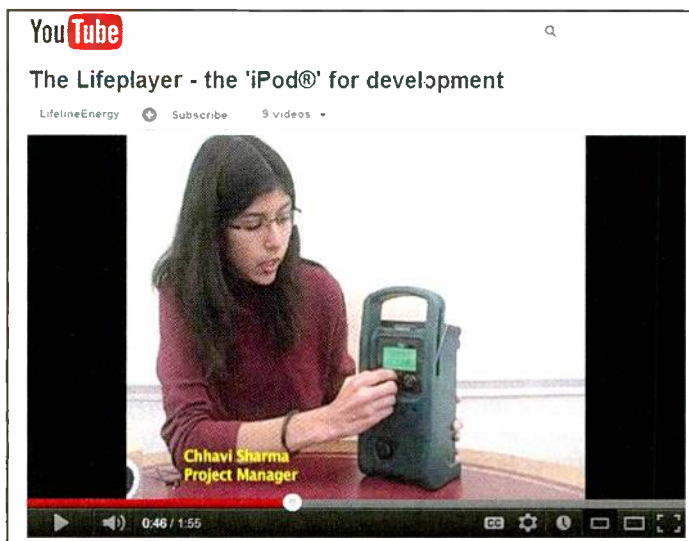 YouTube
The Lifeplayer - the 'iPod®' for development
LifelineEnergy Subscribe 9 videos
Chhavi Sharma
Project Manager
0:46 / 1:55
CC